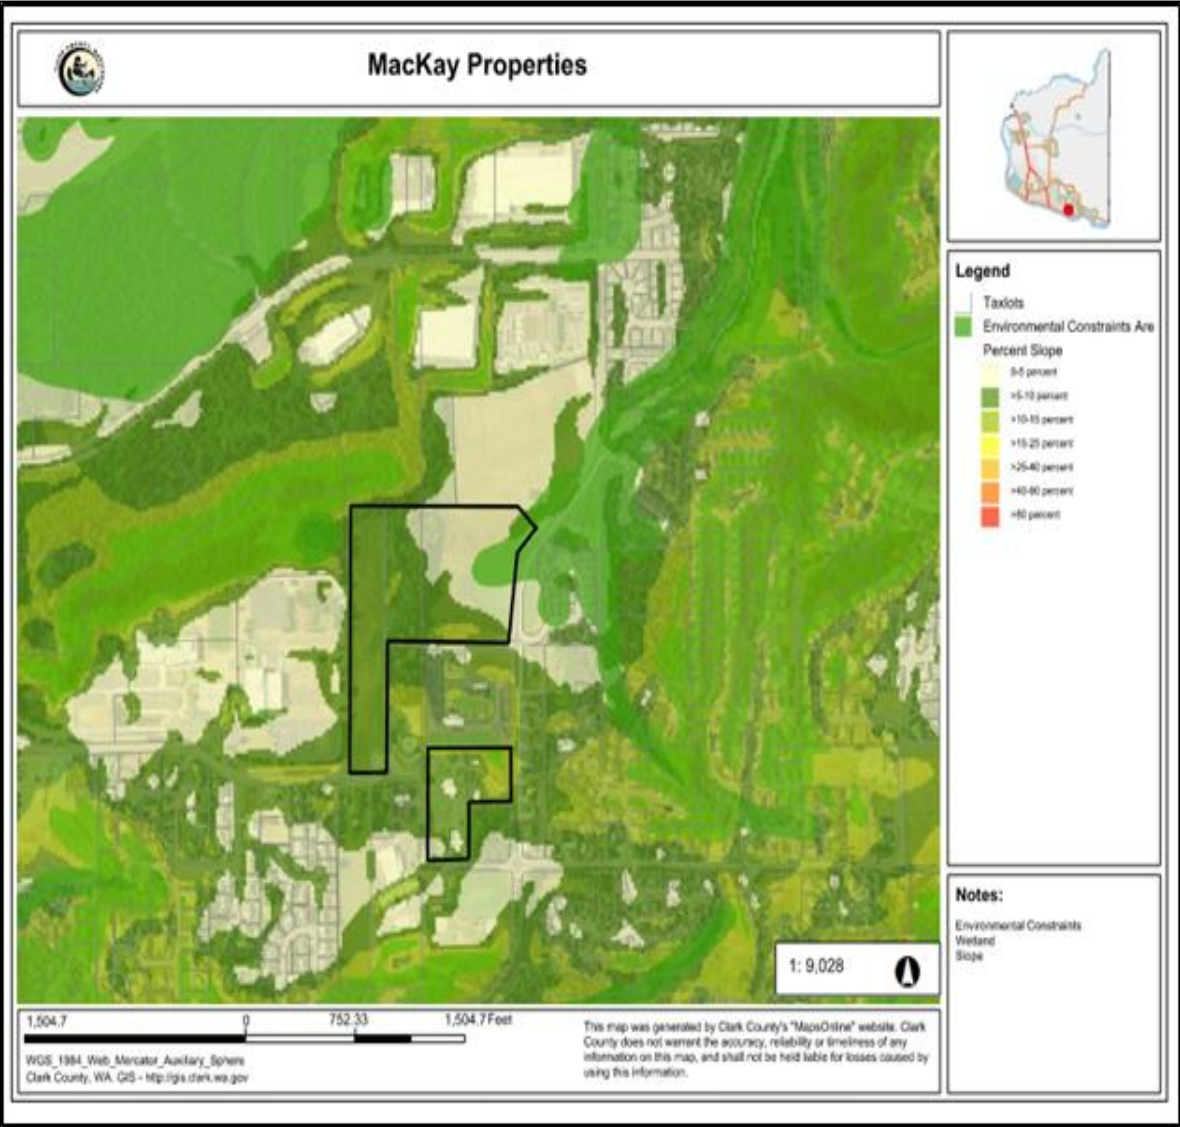 MacKay Properties
Legend
Taxlots
Environmental Constraints Are
Percent Slope
0-5 percent
>5-10 percent
>10-15 percent
>15-25 percent
>25-40 percent
>40-80 percent
>80 percent
Notes:
Environmental Constraints
Wetland
Slope
1: 9,028
1,504.7 0 752.33 1,504.7 Feet
WGS_1984_Web_Mercator_Auxiliary_Sphere
Clark County, WA. GIS - http://gis.clark.wa.gov
This map was generated by Clark County's "MapsOnline" website. Clark
County does not warrant the accuracy, reliability or timeliness of any
information on this map, and shall not be held liable for losses caused by
using this information.